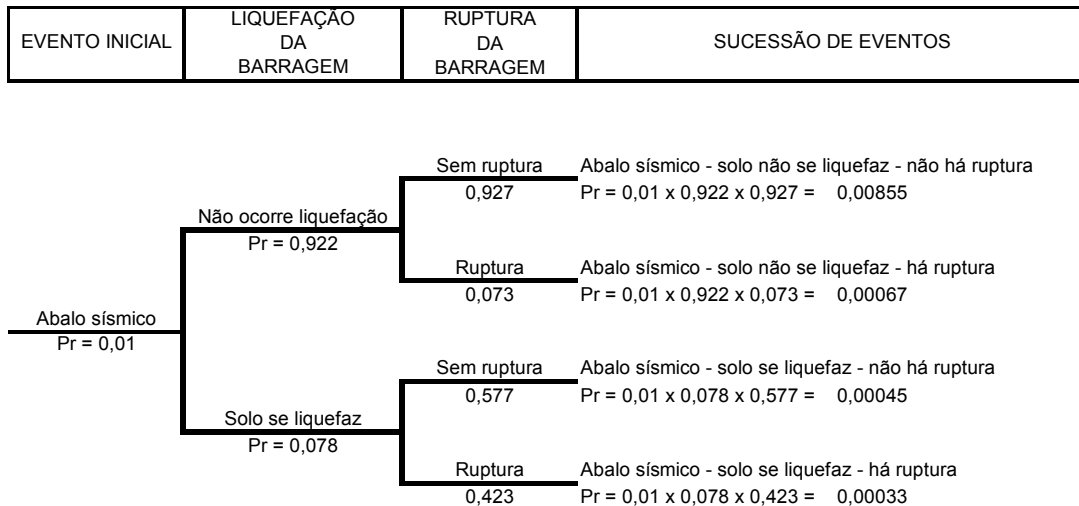 EVENTO INICIAL
LIQUEFAÇÃO
DA
BARRAGEM
RUPTURA
DA
BARRAGEM
SUCESSÃO DE EVENTOS
Sem ruptura
0,927
Abalo sísmico - solo não se liquefaz - não há ruptura
Pr = 0,01 x 0,922 x 0,927 = 0,00855
Não ocorre liquefação
Pr = 0,922
Ruptura
0,073
Abalo sísmico - solo não se liquefaz - há ruptura
Pr = 0,01 x 0,922 x 0,073 = 0,00067
Abalo sísmico
Pr = 0,01
Sem ruptura
0,577
Abalo sísmico - solo se liquefaz - não há ruptura
Pr = 0,01 x 0,078 x 0,577 = 0,00045
Solo se liquefaz
Pr = 0,078
Ruptura
0,423
Abalo sísmico - solo se liquefaz - há ruptura
Pr = 0,01 x 0,078 x 0,423 = 0,00033